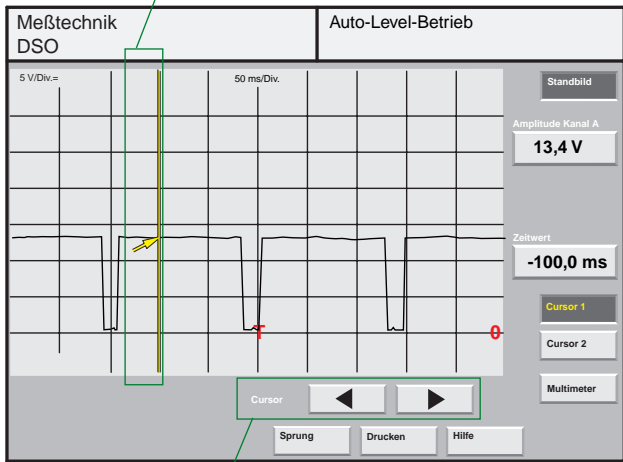 Meßtechnik
DSO
Auto-Level-Betrieb
5 V/Div.=
50 ms/Div.
Standbild
Amplitude Kanal A
13,4 V
Zeitwert
-100,0 ms
Cursor 1
T
0
Cursor 2
Multimeter
Cursor
Sprung
Drucken
Hilfe